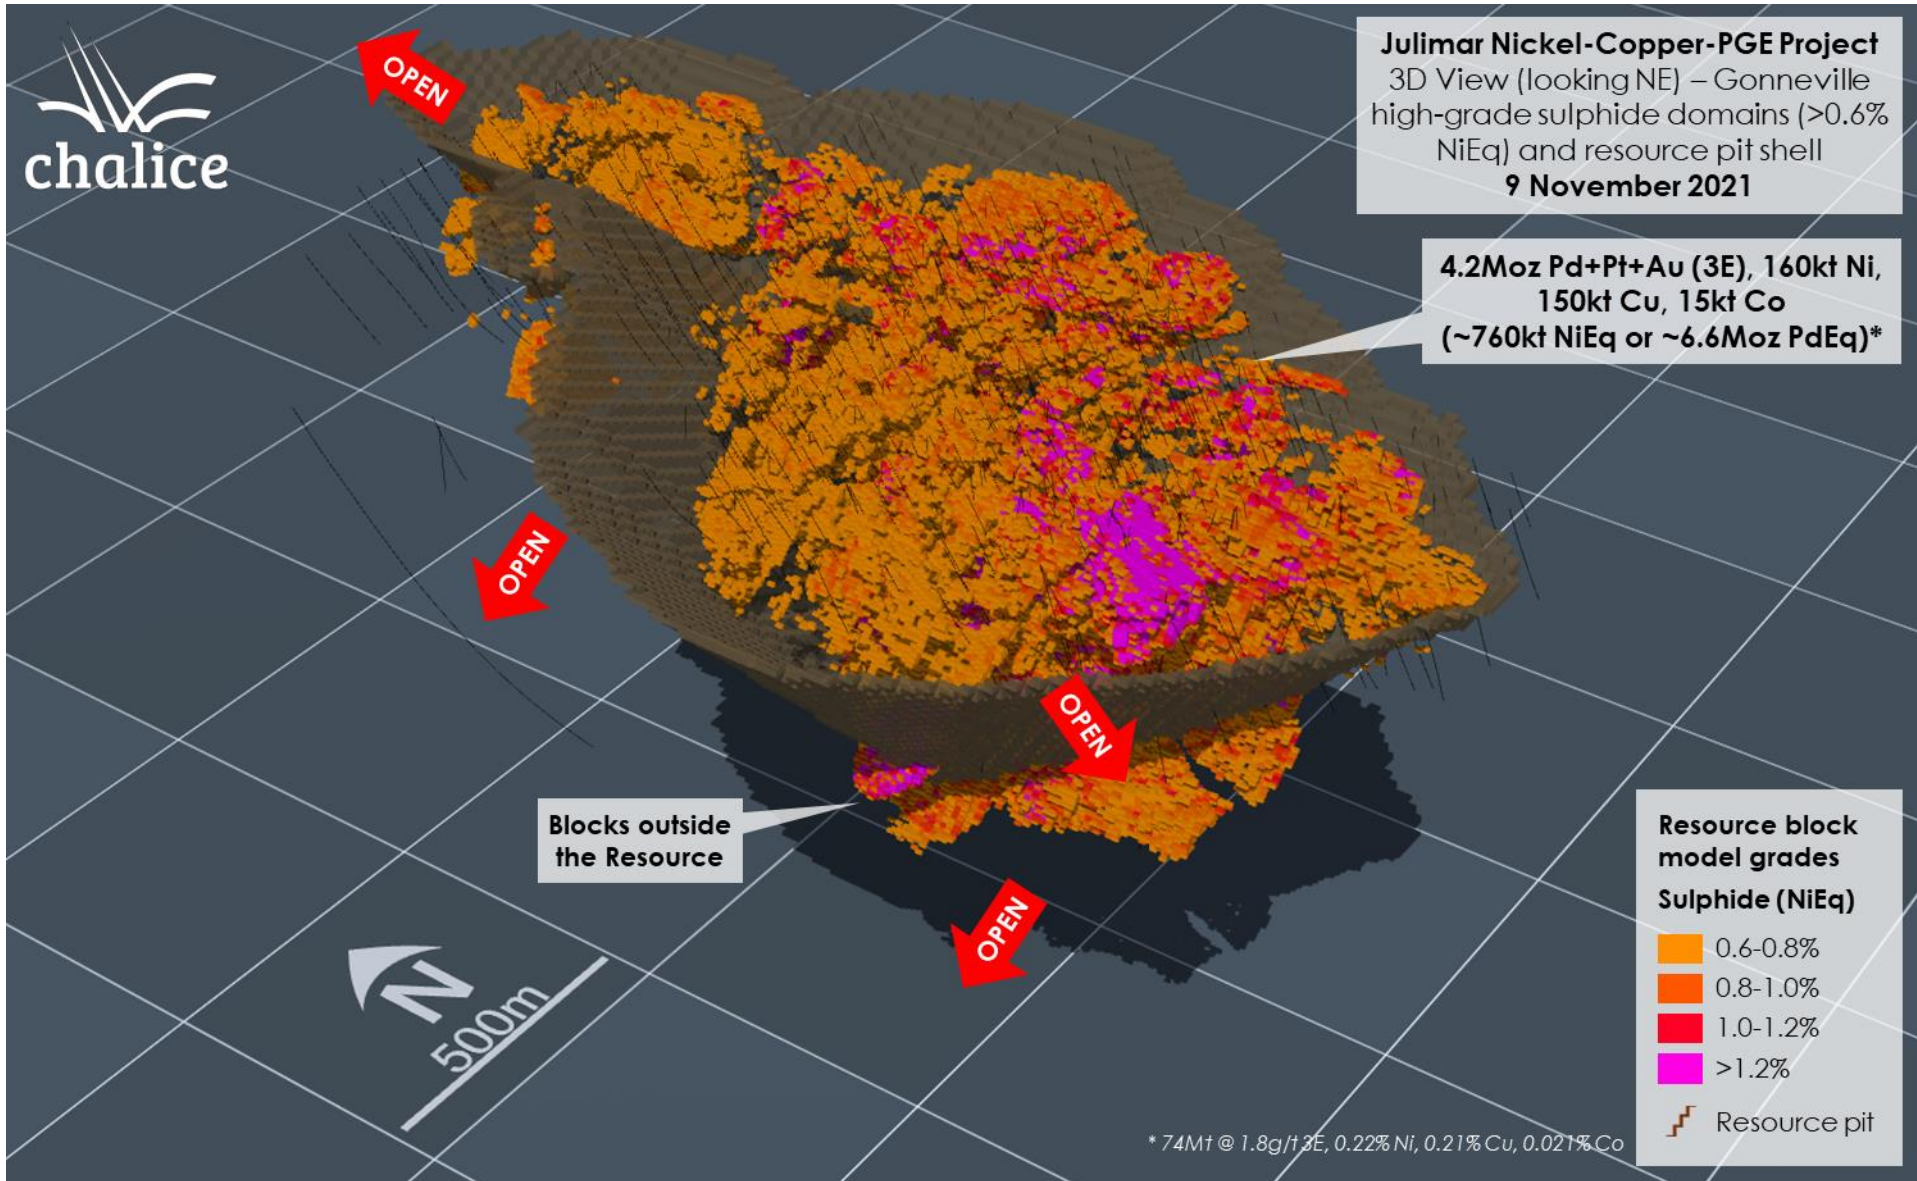 chalice
OPEN
Julimar Nickel-Copper-PGE Project
3D View (looking NE) – Gonneville
high-grade sulphide domains (>0.6%
NiEq) and resource pit shell
9 November 2021
4.2Moz Pd+Pt+Au (3E), 160kt Ni,
150kt Cu, 15kt Co
(~760kt NiEq or ~6.6Moz PdEq)*
OPEN
OPEN
Blocks outside
the Resource
OPEN
N
500m
Resource block
model grades
Sulphide (NiEq)
0.6-0.8%
0.8-1.0%
1.0-1.2%
>1.2%
Resource pit
* 74Mt @ 1.8g/t 3E, 0.22% Ni, 0.21% Cu, 0.021% Co